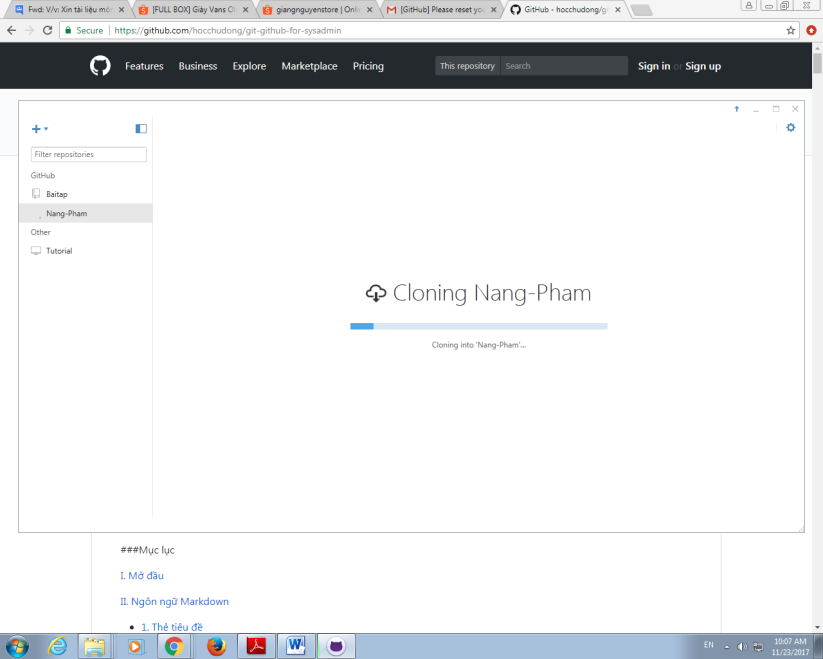 Fwd: V/v: Xin tài liệu môn
[FULL BOX] Giày Vans Cl
giangnguyenstore | Onlin
[GitHub] Please reset you
GitHub - hocchudong/gi
Secure | https://github.com/hocchudong/git-github-for-sysadmin
Features Business Explore Marketplace Pricing This repository Search Sign in or Sign up
Filter repositories
GitHub
Baitap
Nang-Pham
Other
Tutorial
Cloning Nang-Pham
Cloning into 'Nang-Pham'...
###Mục lục
I. Mở đầu
II. Ngôn ngữ Markdown
1. Thẻ tiêu đề
EN
10:07 AM
11/23/2017